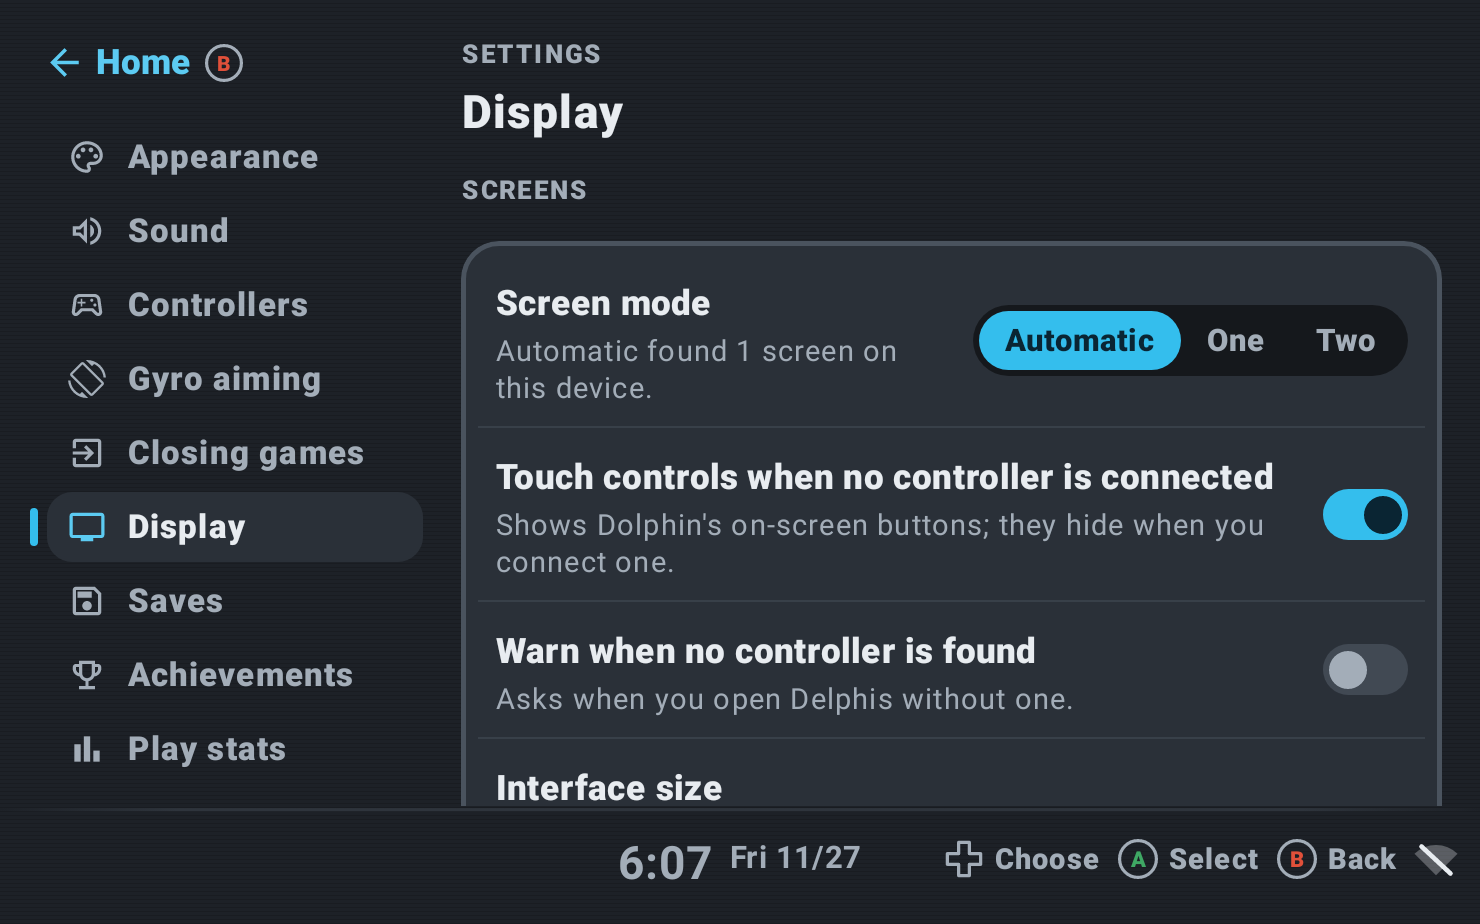 Home B
Appearance
Sound
Controllers
Gyro aiming
Closing games
Display
Saves
Achievements
Play stats
SETTINGS
Display
SCREENS
Screen mode
Automatic found 1 screen on
this device.
Automatic One Two
Touch controls when no controller is connected
Shows Dolphin's on-screen buttons; they hide when you
connect one.
Warn when no controller is found
Asks when you open Delphis without one.
Interface size
6:07 Fri 11/27 Choose A Select B Back